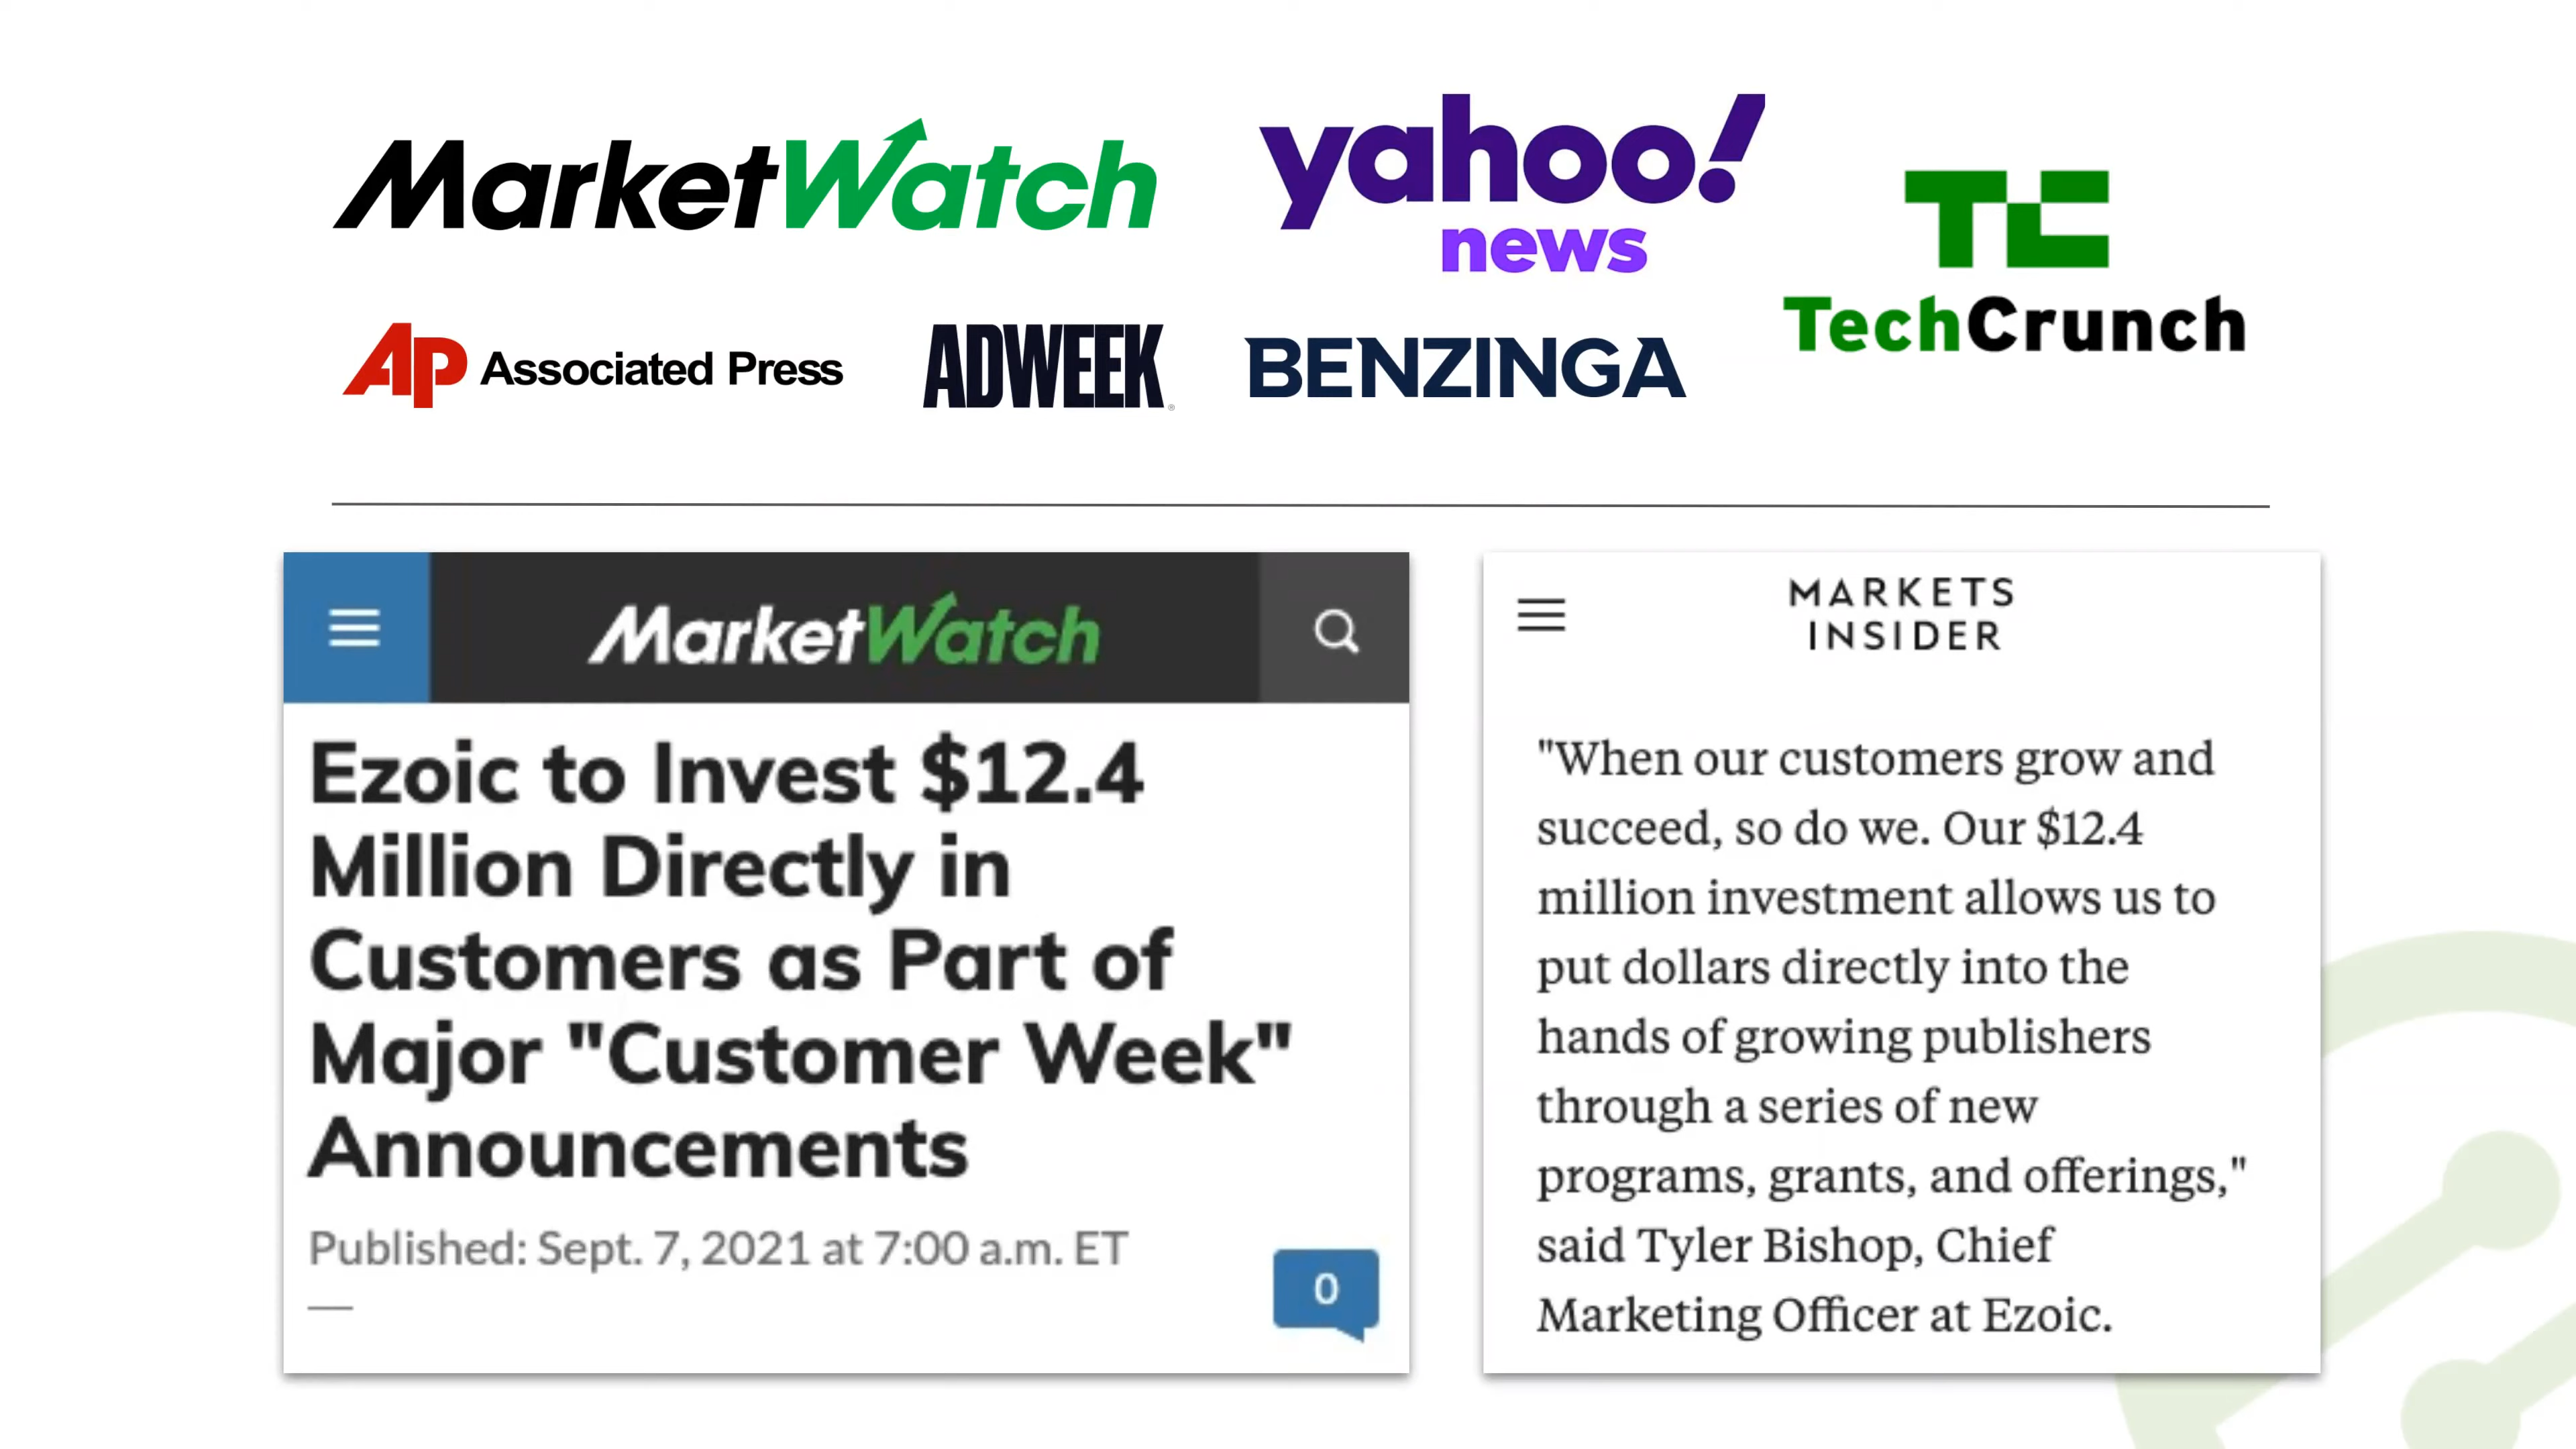 MarketWatch
yahoo!
news
TC
TechCrunch
AP Associated Press
ADWEEK®
BENZINGA
MarketWatch
Ezoic to Invest $12.4
Million Directly in
Customers as Part of
Major "Customer Week"
Announcements
Published: Sept. 7, 2021 at 7:00 a.m. ET
0
MARKETS
INSIDER
"When our customers grow and
succeed, so do we. Our $12.4
million investment allows us to
put dollars directly into the
hands of growing publishers
through a series of new
programs, grants, and offerings,"
said Tyler Bishop, Chief
Marketing Officer at Ezoic.